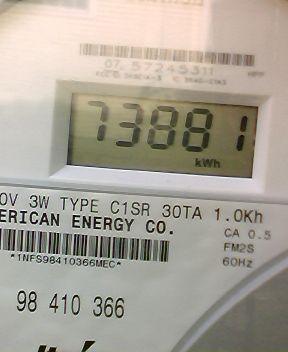 07 57245311
73881
kWh
0V 3W TYPE C1SR 30TA 1.0Kh
ERICAN ENERGY CO.
CA 0.5
FM2S
*1NFS98410366MEC*
60Hz
98 410 366